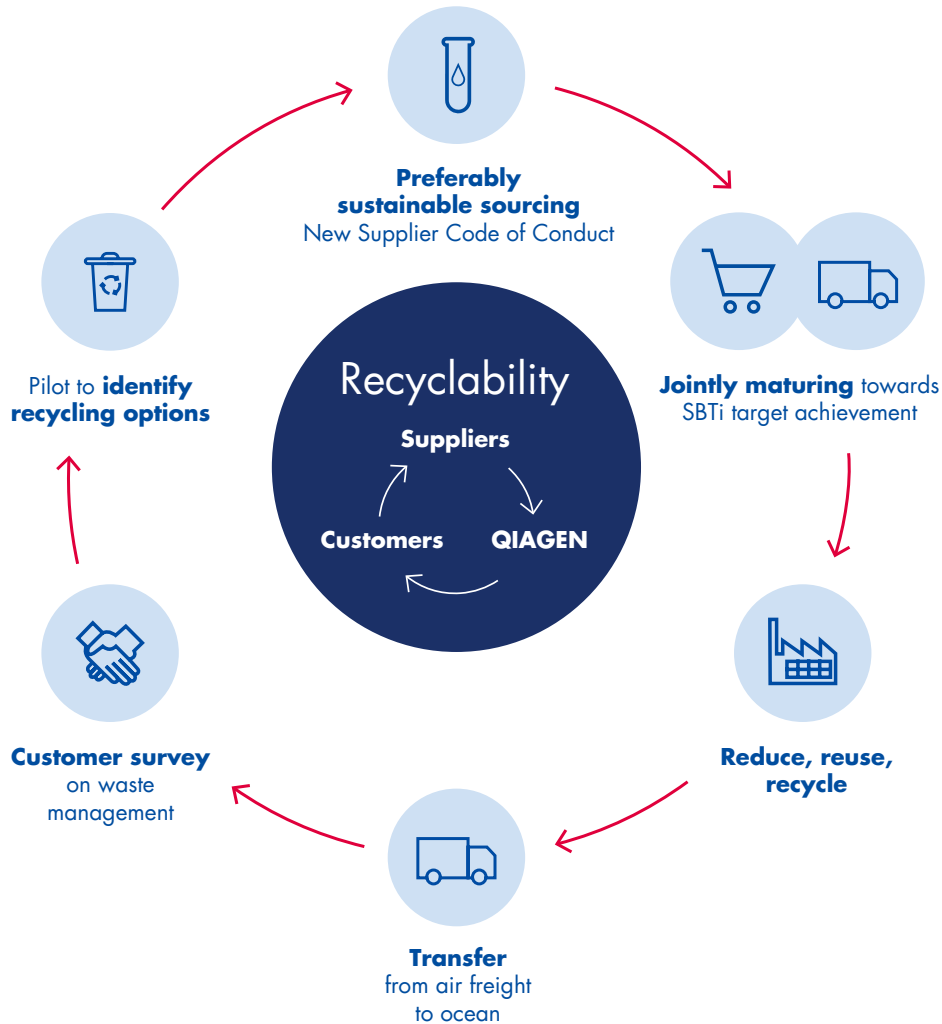 Preferably
sustainable sourcing
New Supplier Code of Conduct
Jointly maturing towards
SBTi target achievement
Reduce, reuse,
recycle
Transfer
from air freight
to ocean
Customer survey
on waste
management
Pilot to identify
recycling options
Recyclability
Suppliers
QIAGEN
Customers